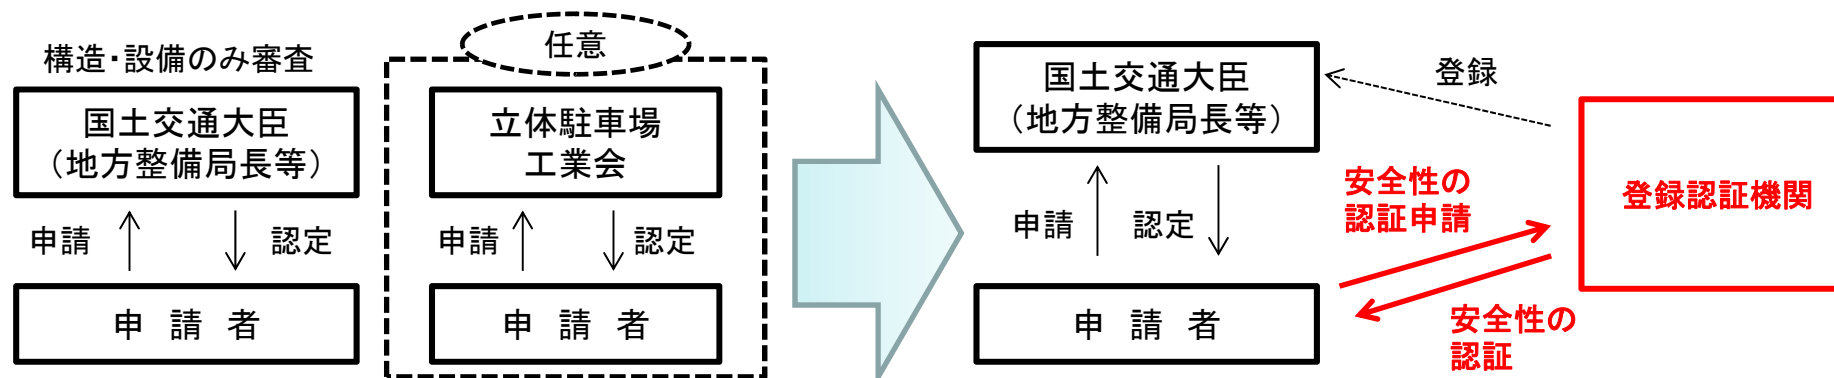 構造・設備のみ審査
国土交通大臣
（地方整備局長等）
申請
認定
申 請 者
任意
立体駐車場
工業会
申請
認定
申 請 者
国土交通大臣
（地方整備局長等）
申請
認定
申 請 者
登録
安全性の
認証申請
登録認証機関
安全性の
認証